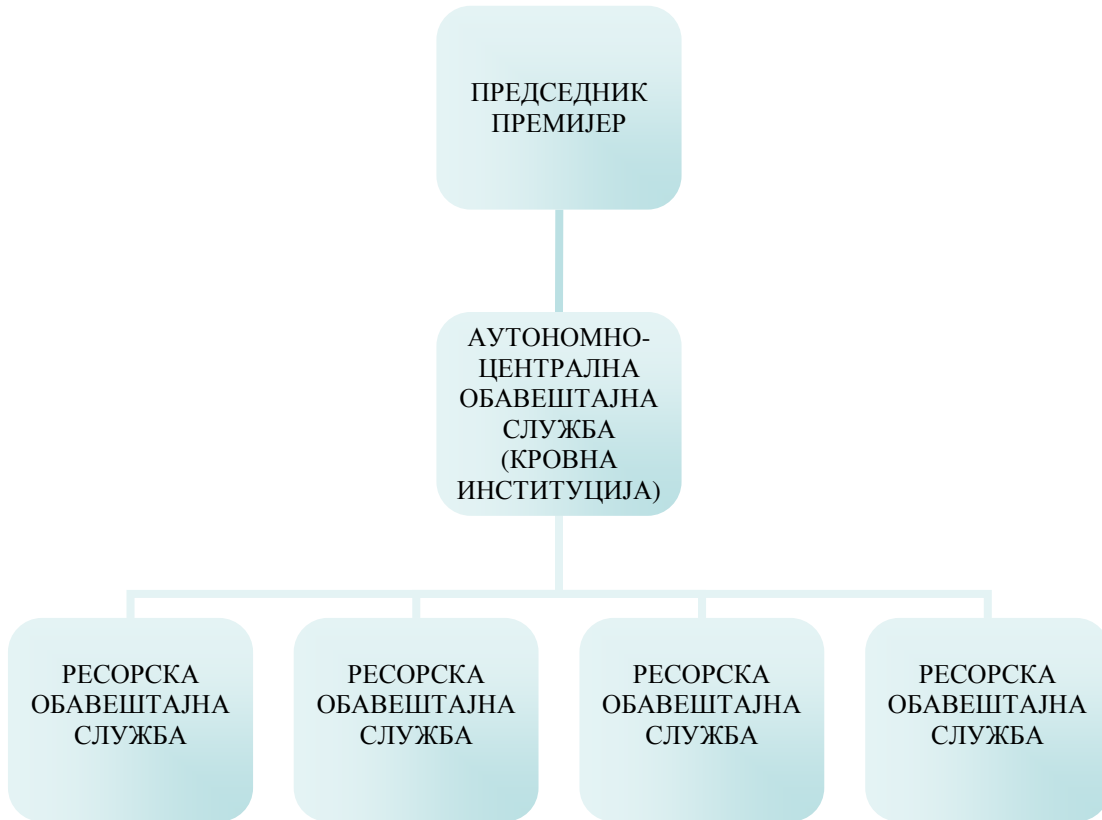 ПРЕДСЕДНИК
ПРЕМИЈЕР
АУТОНОМНО-
ЦЕНТРАЛНА
ОБАВЕШТАЈНА
СЛУЖБА
(КРОВНА
ИНСТИТУЦИЈА)
РЕСОРСКА
ОБАВЕШТАЈНА
СЛУЖБА
РЕСОРСКА
ОБАВЕШТАЈНА
СЛУЖБА
РЕСОРСКА
ОБАВЕШТАЈНА
СЛУЖБА
РЕСОРСКА
ОБАВЕШТАЈНА
СЛУЖБА